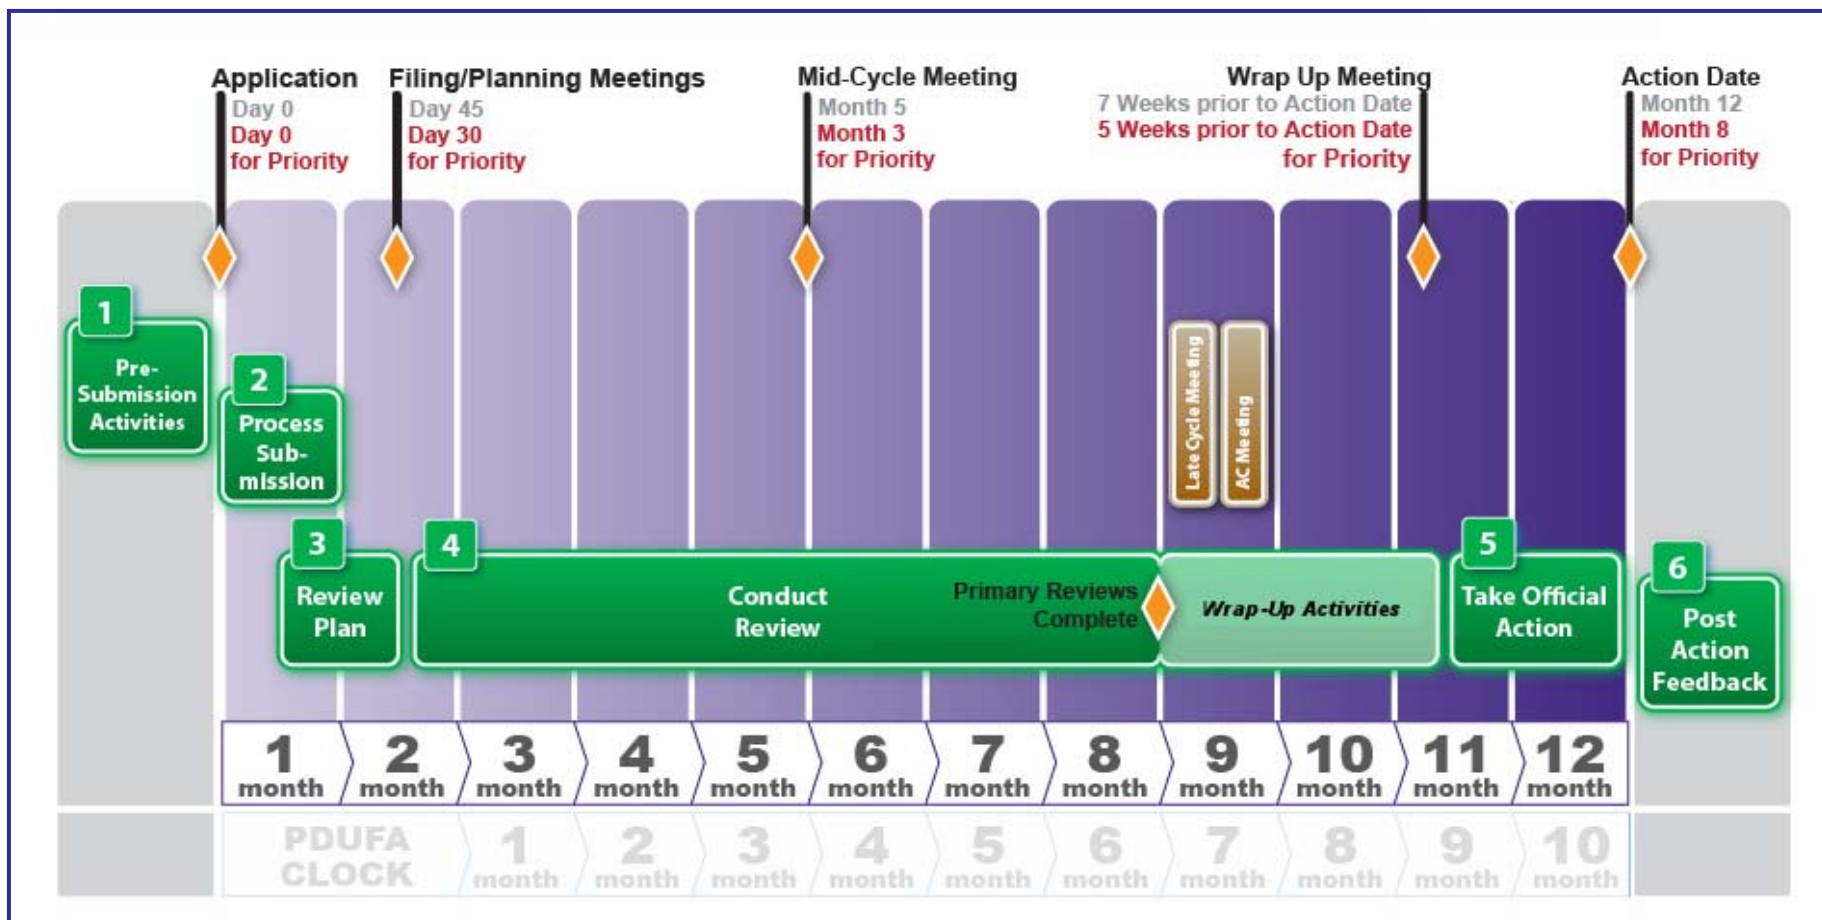 Application
Day 0
Day 0
for Priority
Filing/Planning Meetings
Day 45
Day 30
for Priority
Mid-Cycle Meeting
Month 5
Month 3
for Priority
Wrap Up Meeting
7 Weeks prior to Action Date
5 Weeks prior to Action Date
for Priority
Action Date
Month 12
Month 8
for Priority
1
Pre-
Submission
Activities
2
Process
Sub-
mission
3
Review
Plan
4
Conduct
Review
Primary Reviews
Complete
Late Cycle Meeting
AC Meeting
Wrap-Up Activities
5
Take Official
Action
6
Post
Action
Feedback
1
month
2
month
3
month
4
month
5
month
6
month
7
month
8
month
9
month
10
month
11
month
12
month
PDUFA
CLOCK
1
month
2
month
3
month
4
month
5
month
6
month
7
month
8
month
9
month
10
month